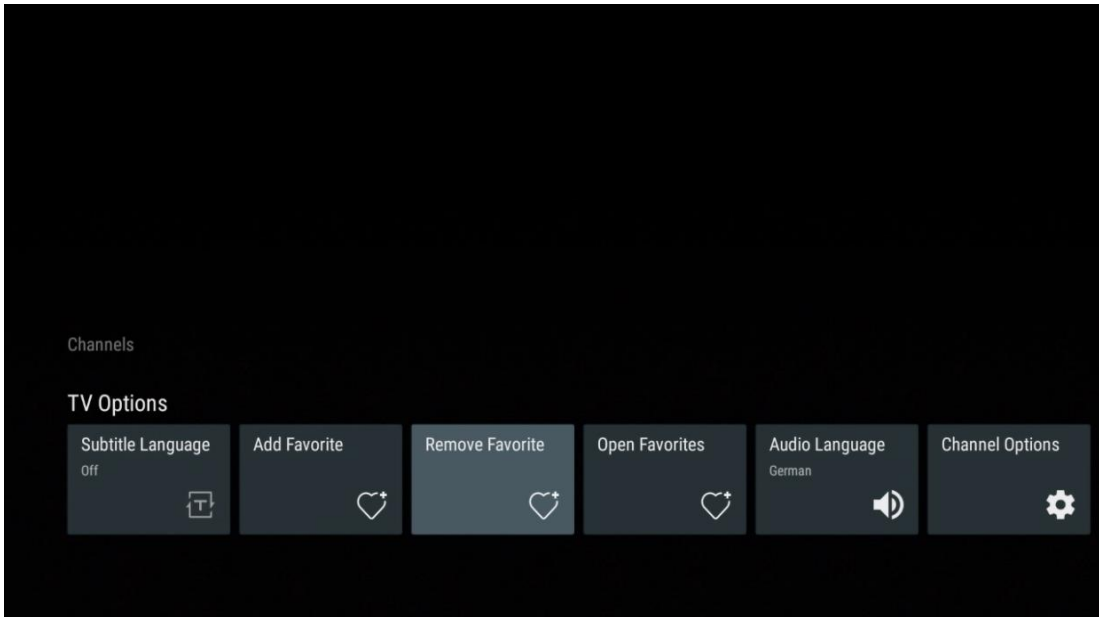 Channels
TV Options
Subtitle Language
Off
Add Favorite
Remove Favorite
Open Favorites
Audio Language
German
Channel Options